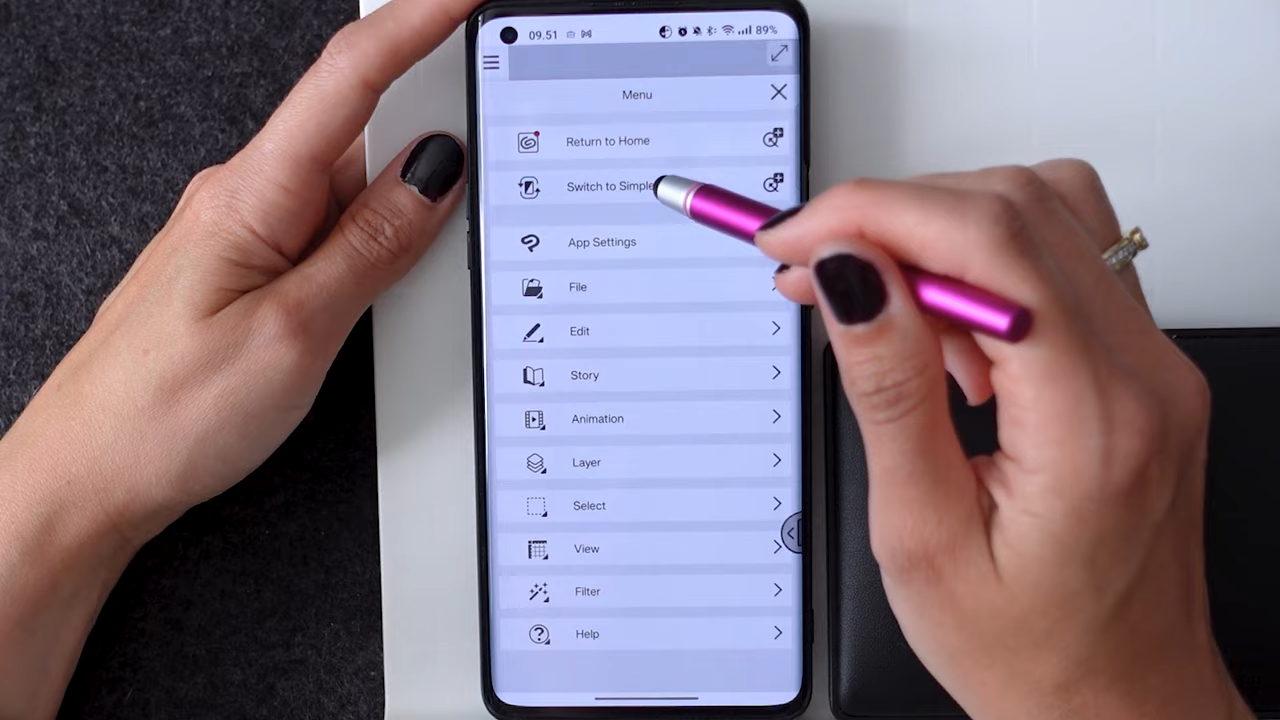 09.51 89%
Menu
Return to Home
Switch to Simple
App Settings
File
Edit
Story
Animation
Layer
Select
View
Filter
Help